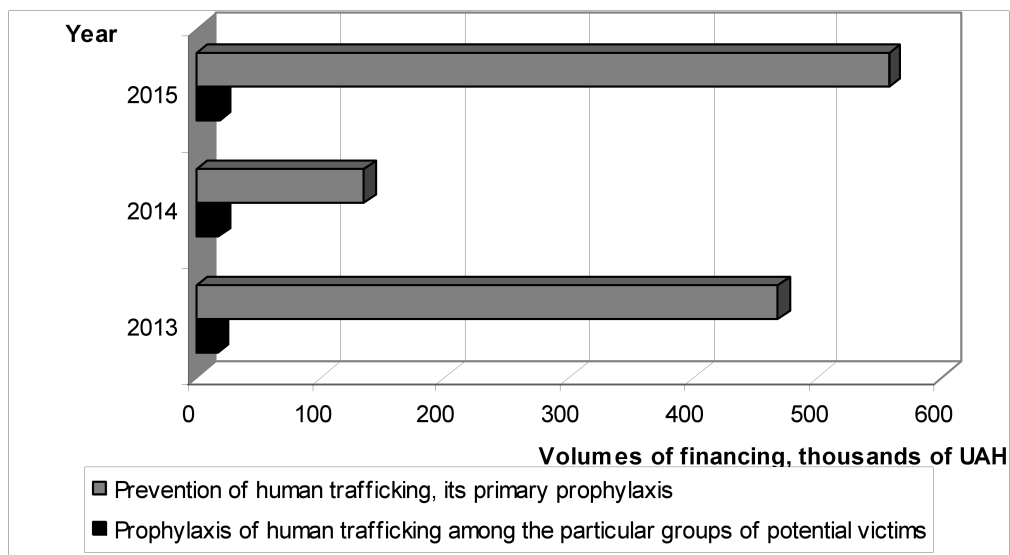 Year
2015
2014
2013
0 100 200 300 400 500 600
Volumes of financing, thousands of UAH
Prevention of human trafficking, its primary prophylaxis
Prophylaxis of human trafficking among the particular groups of potential victims